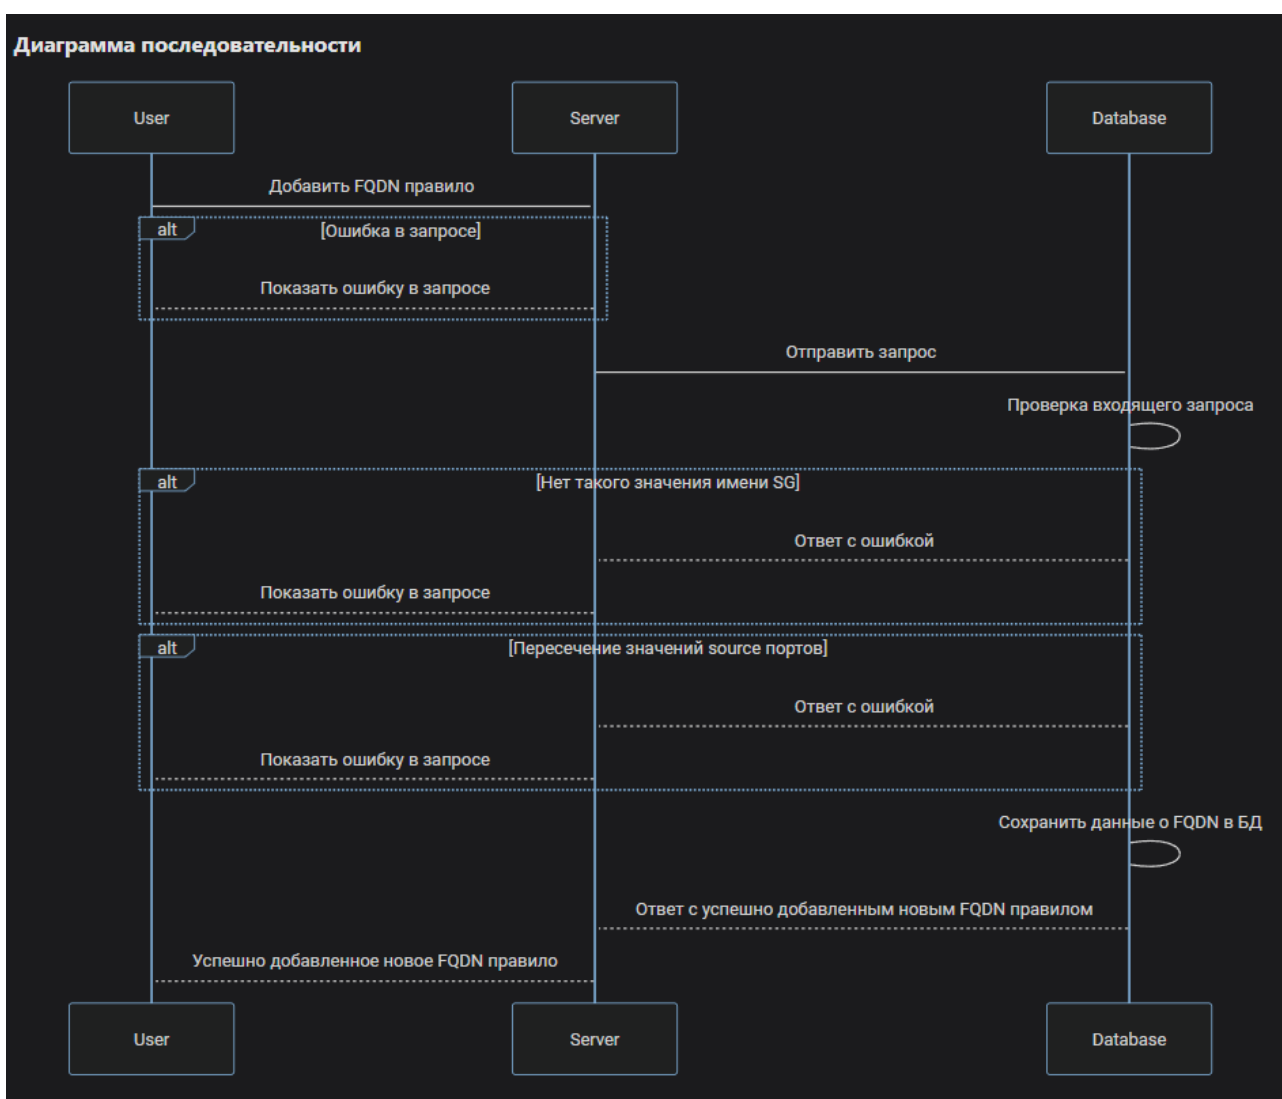 Диаграмма последовательности
User
Server
Database
Добавить FQDN правило
alt
[Ошибка в запросе]
Показать ошибку в запросе
Отправить запрос
Проверка входящего запроса
alt
[Нет такого значения имени SG]
Ответ с ошибкой
Показать ошибку в запросе
alt
[Пересечение значений source портов]
Ответ с ошибкой
Показать ошибку в запросе
Сохранить данные о FQDN в БД
Ответ с успешно добавленным новым FQDN правилом
Успешно добавленное новое FQDN правило
User
Server
Database